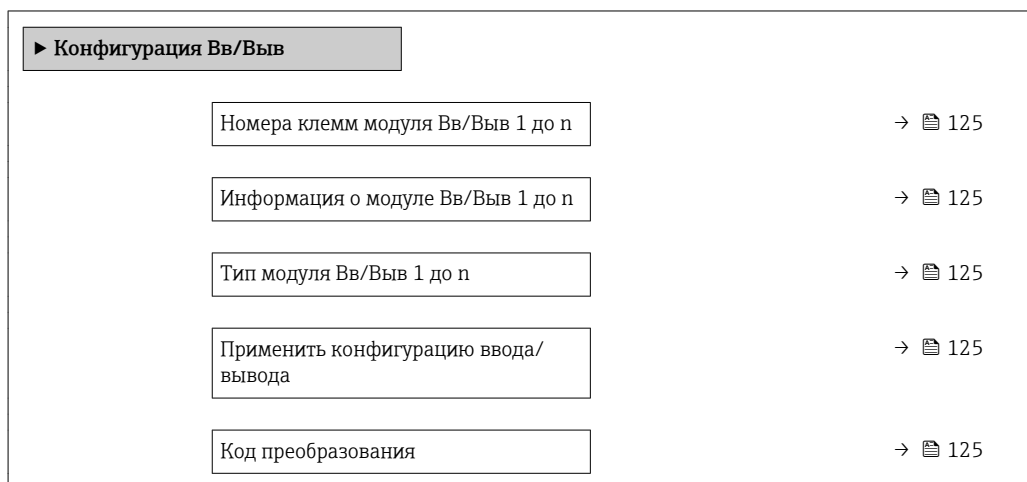 ► Конфигурация Вв/Выв
Номера клемм модуля Вв/Выв 1 до n → 125
Информация о модуле Вв/Выв 1 до n → 125
Тип модуля Вв/Выв 1 до n → 125
Применить конфигурацию ввода/ → 125
вывода
Код преобразования → 125